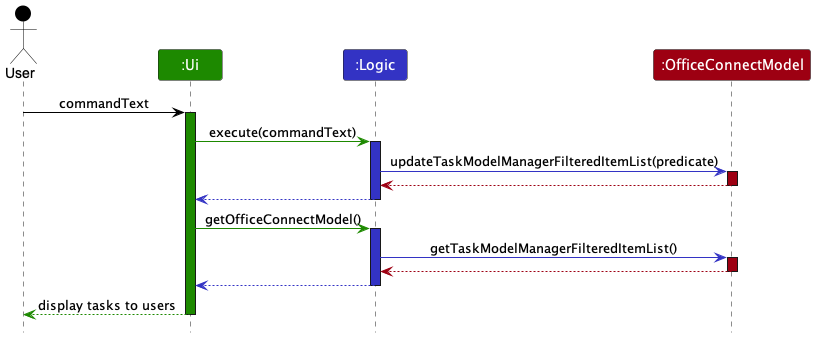 User
:Ui
:Logic
:OfficeConnectModel
commandText
execute(commandText)
updateTaskModelManagerFilteredItemList(predicate)
getOfficeConnectModel()
getTaskModelManagerFilteredItemList()
display tasks to users